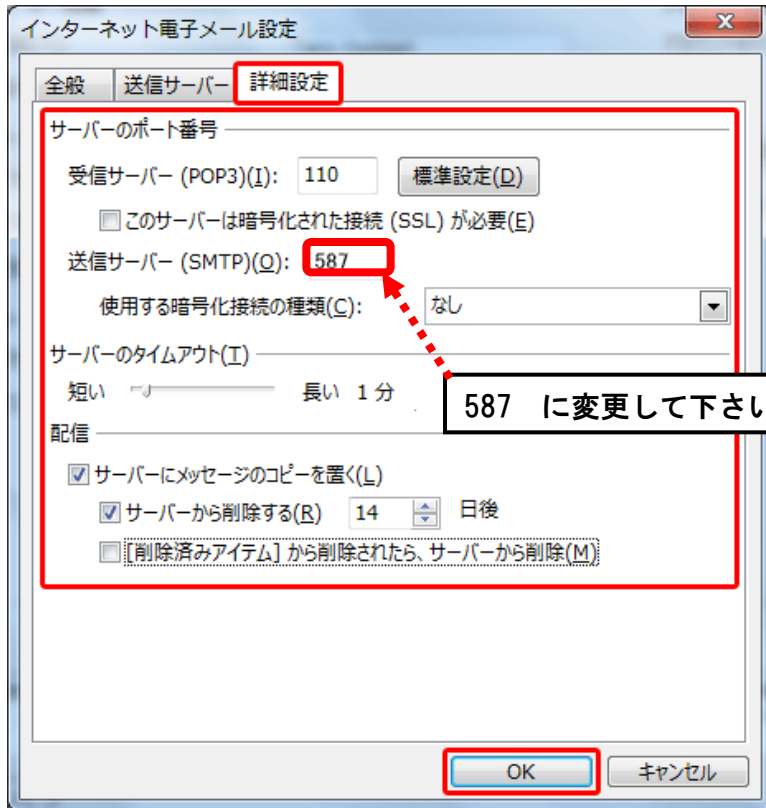 インターネット電子メール設定
全般 送信サーバー 詳細設定
サーバーのポート番号
受信サーバー (POP3)(I): 110 標準設定(D)
このサーバーは暗号化された接続 (SSL) が必要(E)
送信サーバー (SMTP)(O): 587
使用する暗号化接続の種類(C): なし
サーバーのタイムアウト(T)
短い 長い 1 分
587 に変更して下さい
配信
サーバーにメッセージのコピーを置く(L)
サーバーから削除する(R) 14 日後
[削除済みアイテム] から削除されたら、サーバーから削除(M)
OK キャンセル